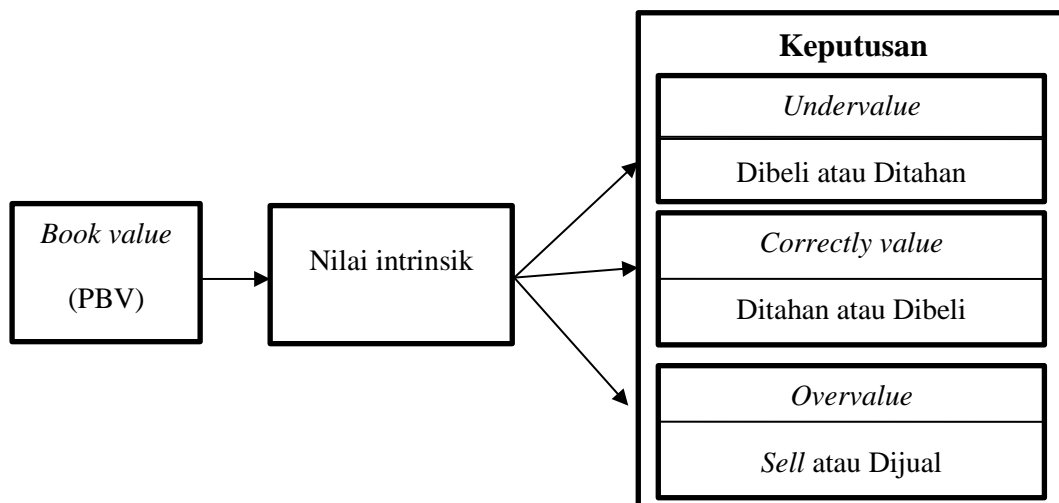 Book value
(PBV)
Nilai intrinsik
Keputusan
Undervalue
Dibeli atau Ditahan
Correctly value
Ditahan atau Dibeli
Overvalue
Sell atau Dijual